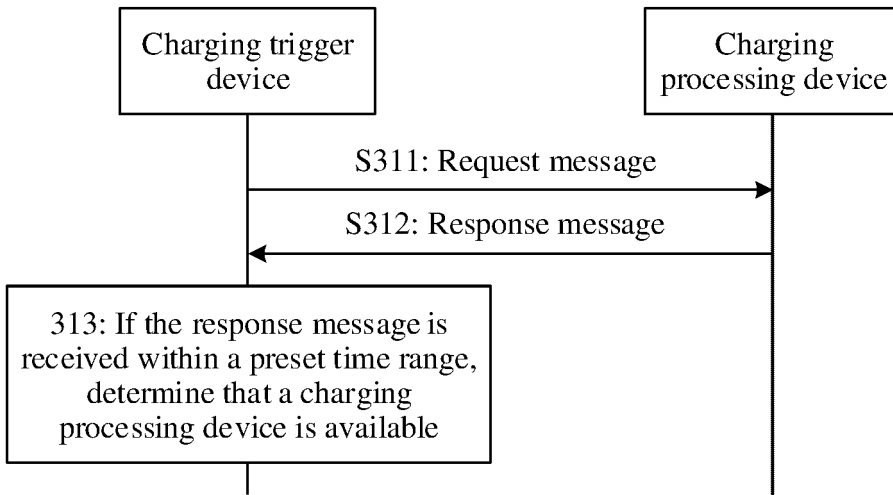 Charging trigger
device
Charging
processing device
S311: Request message
S312: Response message
313: If the response message is
received within a preset time range,
determine that a charging
processing device is available